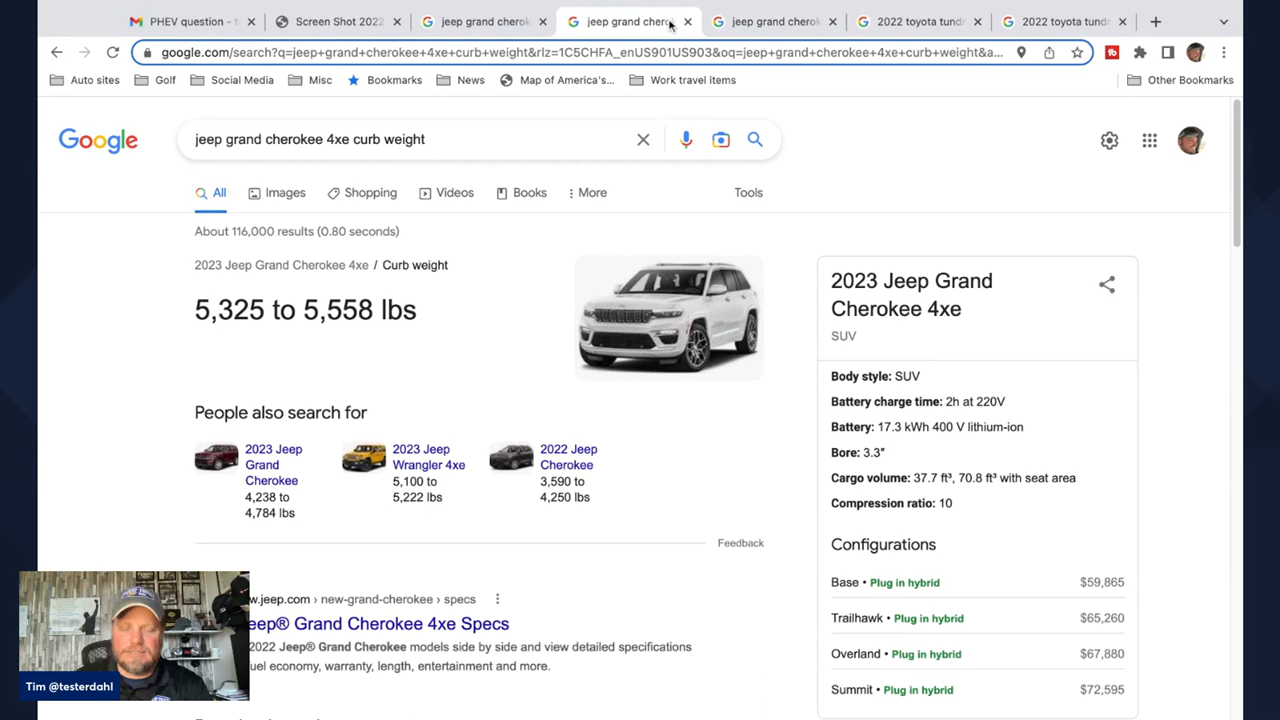 PHEV question - t
Screen Shot 2022
jeep grand cherok
jeep grand cher
jeep grand cherok
2022 toyota tund
2022 toyota tund
google.com/search?q=jeep+grand+cherokee+4xe+curb+weight&rlz=1C5CHFA_enUS901US903&oq=jeep+grand+cherokee+4xe+curb+weight&a...
Auto sites
Golf
Social Media
Misc
Bookmarks
News
Map of America's...
Work travel items
Other Bookmarks
Google
jeep grand cherokee 4xe curb weight
All
Images
Shopping
Videos
Books
More
Tools
About 116,000 results (0.80 seconds)
2023 Jeep Grand Cherokee 4xe / Curb weight
5,325 to 5,558 lbs
People also search for
2023 Jeep
Grand
Cherokee
4,238 to
4,784 lbs
2023 Jeep
Wrangler 4xe
5,100 to
5,222 lbs
2022 Jeep
Cherokee
3,590 to
4,250 lbs
Feedback
w.jeep.com › new-grand-cherokee › specs
eep® Grand Cherokee 4xe Specs
2022 Jeep® Grand Cherokee models side by side and view detailed specifications
uel economy, warranty, length, entertainment and more.
2023 Jeep Grand
Cherokee 4xe
SUV
Body style: SUV
Battery charge time: 2h at 220V
Battery: 17.3 kWh 400 V lithium-ion
Bore: 3.3"
Cargo volume: 37.7 ft³, 70.8 ft³ with seat area
Compression ratio: 10
Configurations
Base • Plug in hybrid $59,865
Trailhawk • Plug in hybrid $65,260
Overland • Plug in hybrid $67,880
Summit • Plug in hybrid $72,595
Tim @testerdahl